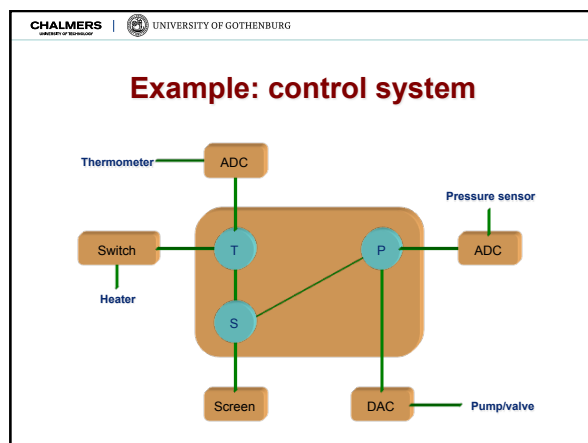 CHALMERS | UNIVERSITY OF GOTHENBURG
UNIVERSITY OF TECHNOLOGY
Example: control system
Thermometer
ADC
Pressure sensor
Switch
T
P
ADC
Heater
S
Screen
DAC
Pump/valve